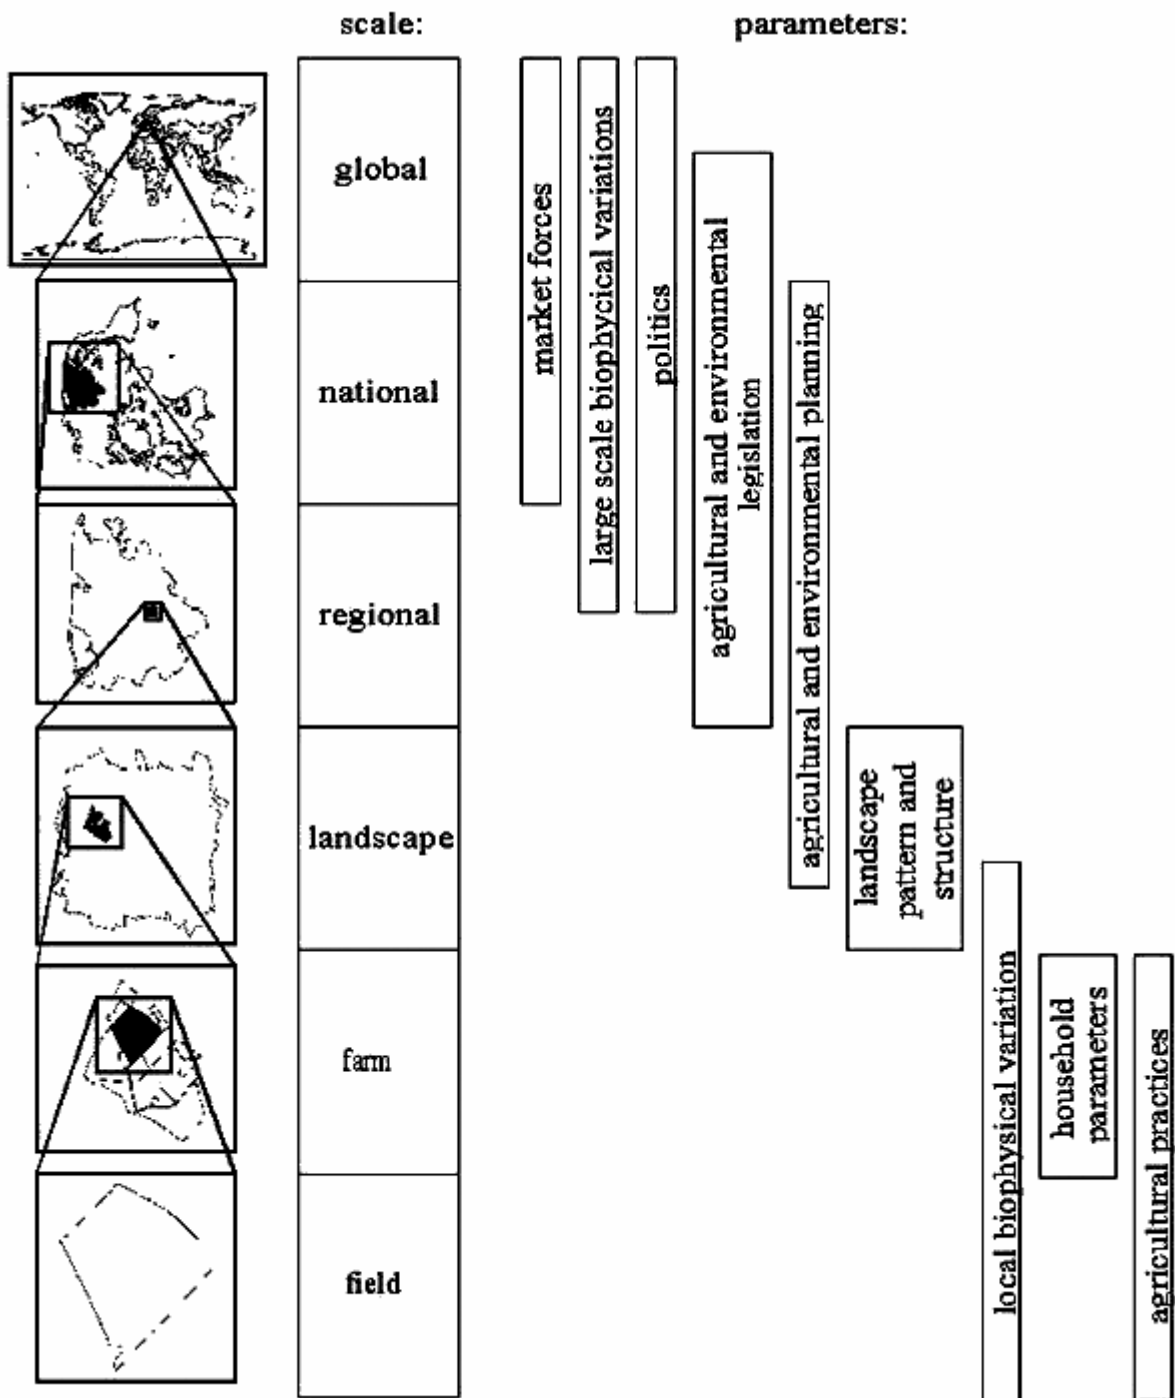 scale:
parameters:
global
national
regional
landscape
farm
field
market forces
large scale biophycical variations
politics
agricultural and environmental
legislation
agricultural and environmental planning
landscape
pattern and
structure
local biophysical variation
household
parameters
agricultural practices